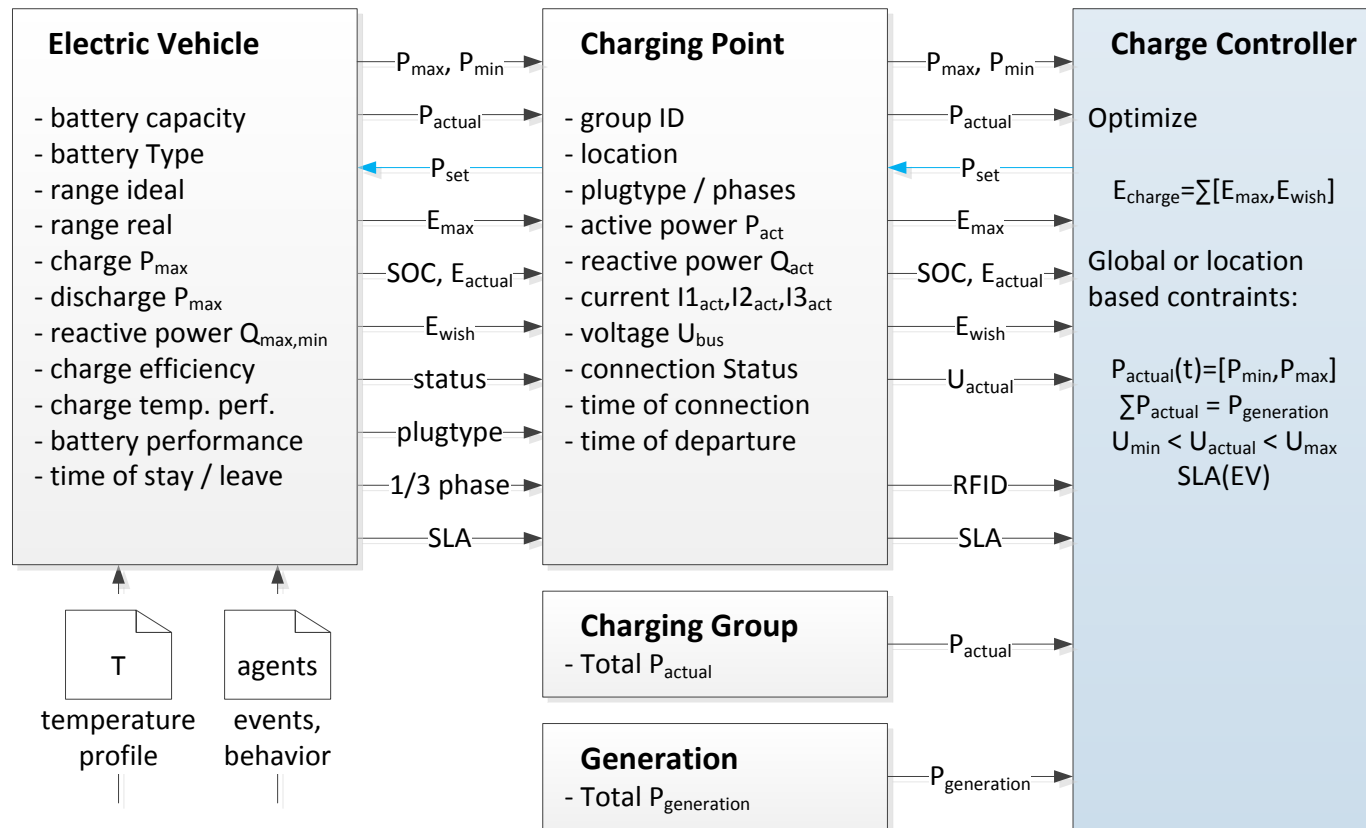 Electric Vehicle
- battery capacity
- battery Type
- range ideal
- range real
- charge Pmax
- discharge Pmax
- reactive power Qmax,min
- charge efficiency
- charge temp. perf.
- battery performance
- time of stay / leave
Pmax, Pmin
Pactual
Pset
Emax
SOC, Eactual
Ewish
status
plugtype
1/3 phase
SLA
Charging Point
- group ID
- location
- plugtype / phases
- active power Pact
- reactive power Qact
- current I1act,I2act,I3act
- voltage Ubus
- connection Status
- time of connection
- time of departure
Pmax, Pmin
Pactual
Pset
Emax
SOC, Eactual
Ewish
Uactual
RFID
SLA
Charge Controller
Optimize
Echarge=∑[Emax,Ewish]
Global or location
based contraints:
Pactual(t)=[Pmin,Pmax]
∑Pactual = Pgeneration
Umin < Uactual < Umax
SLA(EV)
T
temperature
profile
agents
events,
behavior
Charging Group
- Total Pactual
Pactual
Generation
- Total Pgeneration
Pgeneration